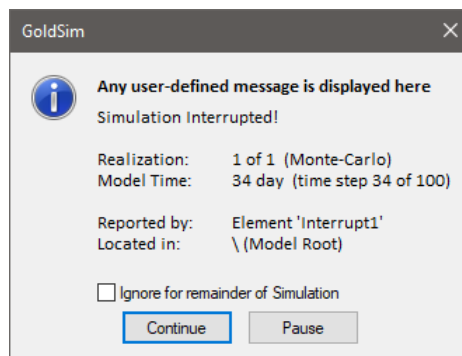 GoldSim
Any user-defined message is displayed here
Simulation Interrupted!
Realization: 1 of 1 (Monte-Carlo)
Model Time: 34 day (time step 34 of 100)
Reported by: Element 'Interrupt1'
Located in: \ (Model Root)
Ignore for remainder of Simulation
Continue Pause